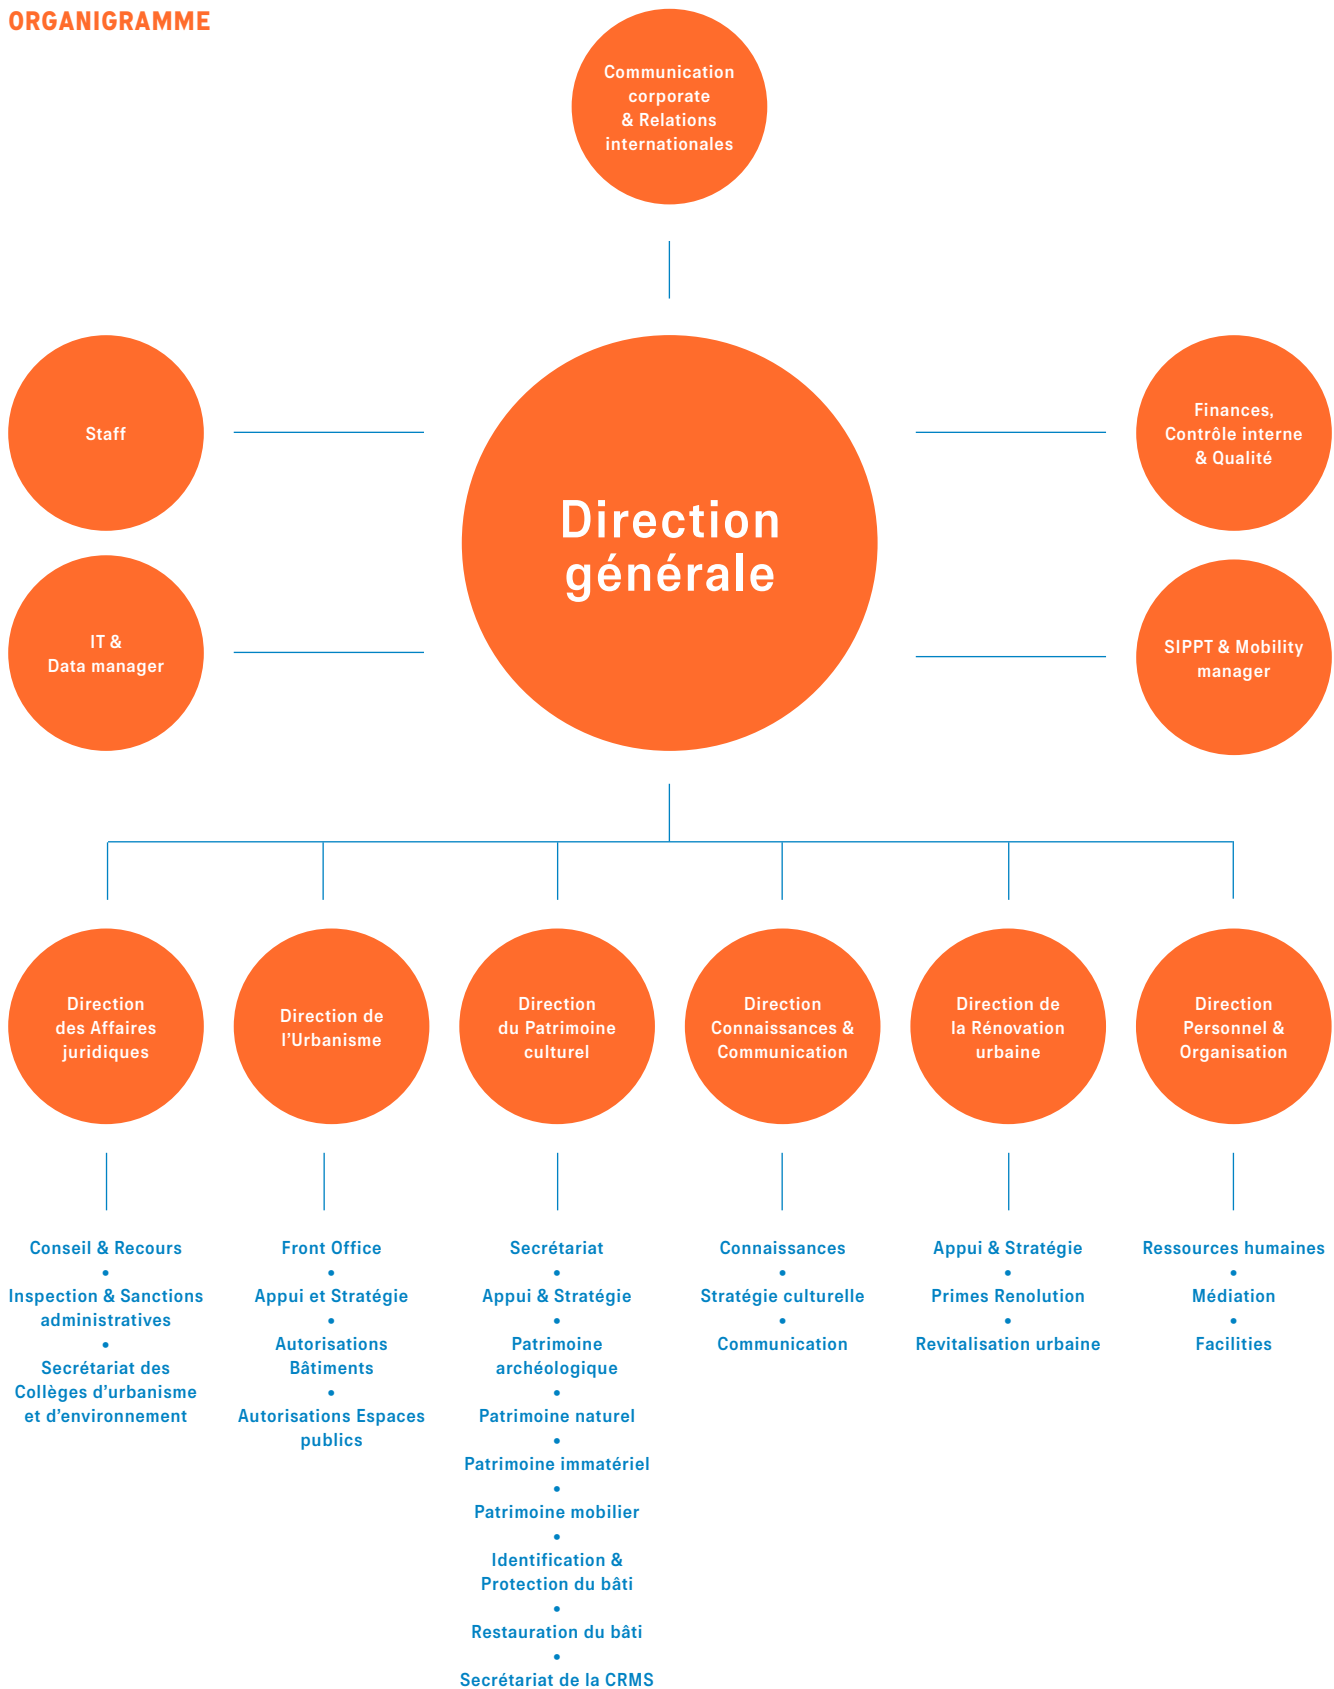 ORGANIGRAMME
Communication
corporate
& Relations
internationales
Staff
Finances,
Contrôle interne
& Qualité
Direction
générale
IT &
Data manager
SIPPT & Mobility
manager
Direction
des Affaires
juridiques
Direction de
l'Urbanisme
Direction
du Patrimoine
culturel
Direction
Connaissances &
Communication
Direction de
la Rénovation
urbaine
Direction
Personnel &
Organisation
Conseil & Recours
•
Inspection & Sanctions
administratives
•
Secrétariat des
Collèges d'urbanisme
et d'environnement
Front Office
•
Appui et Stratégie
•
Autorisations
Bâtiments
•
Autorisations Espaces
publics
Secrétariat
•
Appui & Stratégie
•
Patrimoine
archéologique
•
Patrimoine naturel
•
Patrimoine immatériel
•
Patrimoine mobilier
•
Identification &
Protection du bâti
•
Restauration du bâti
•
Secrétariat de la CRMS
Connaissances
•
Stratégie culturelle
•
Communication
Appui & Stratégie
•
Primes Renolution
•
Revitalisation urbaine
Ressources humaines
•
Médiation
•
Facilities